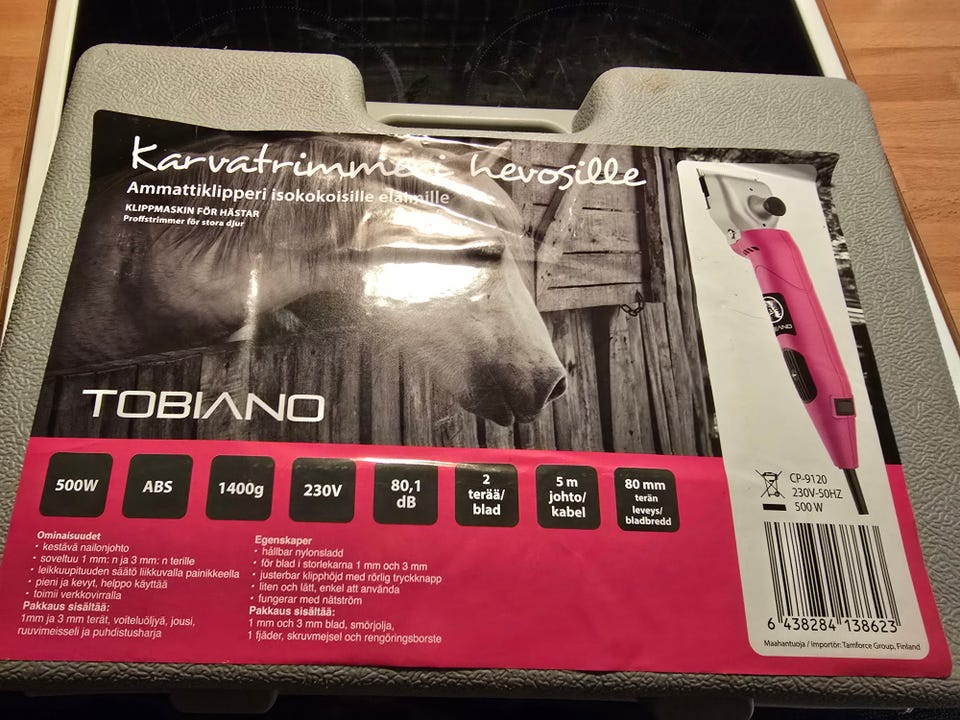 Karvatrimmeri hevosille
Ammattiklipperi isokokoisille eläimille
KLIPPMASKIN FÖR HÄSTAR
Proffstrimmer för stora djur
TOBIANO
500W
ABS
1400g
230V
80,1
dB
2
terää/
blad
5 m
johto/
kabel
80 mm
terän
leveys/
bladbredd
Ominaisuudet
• kestävä nailonjohto
• soveltuu 1 mm: n ja 3 mm: n terille
• leikkuupituuden säätö liikkuvalla painikkeella
• pieni ja kevyt, helppo käyttää
• toimii verkkovirralla
Pakkaus sisältää:
1mm ja 3 mm terät, voiteluöljyä, jousi,
ruuvimeisseli ja puhdistusharja
Egenskaper
• hållbar nylonsladd
• för blad i storlekarna 1 mm och 3 mm
• justerbar klipphöjd med rörlig tryckknapp
• liten och lätt, enkel att använda
• fungerar med nätström
Pakkaus sisältää:
1 mm och 3 mm blad, smörjolja,
1 fjäder, skruvmejsel och rengöringsborste
CP-9120
230V-50HZ
500 W
6 438284 138623
Maahantuoja / importör: Tamforce Group, Finland